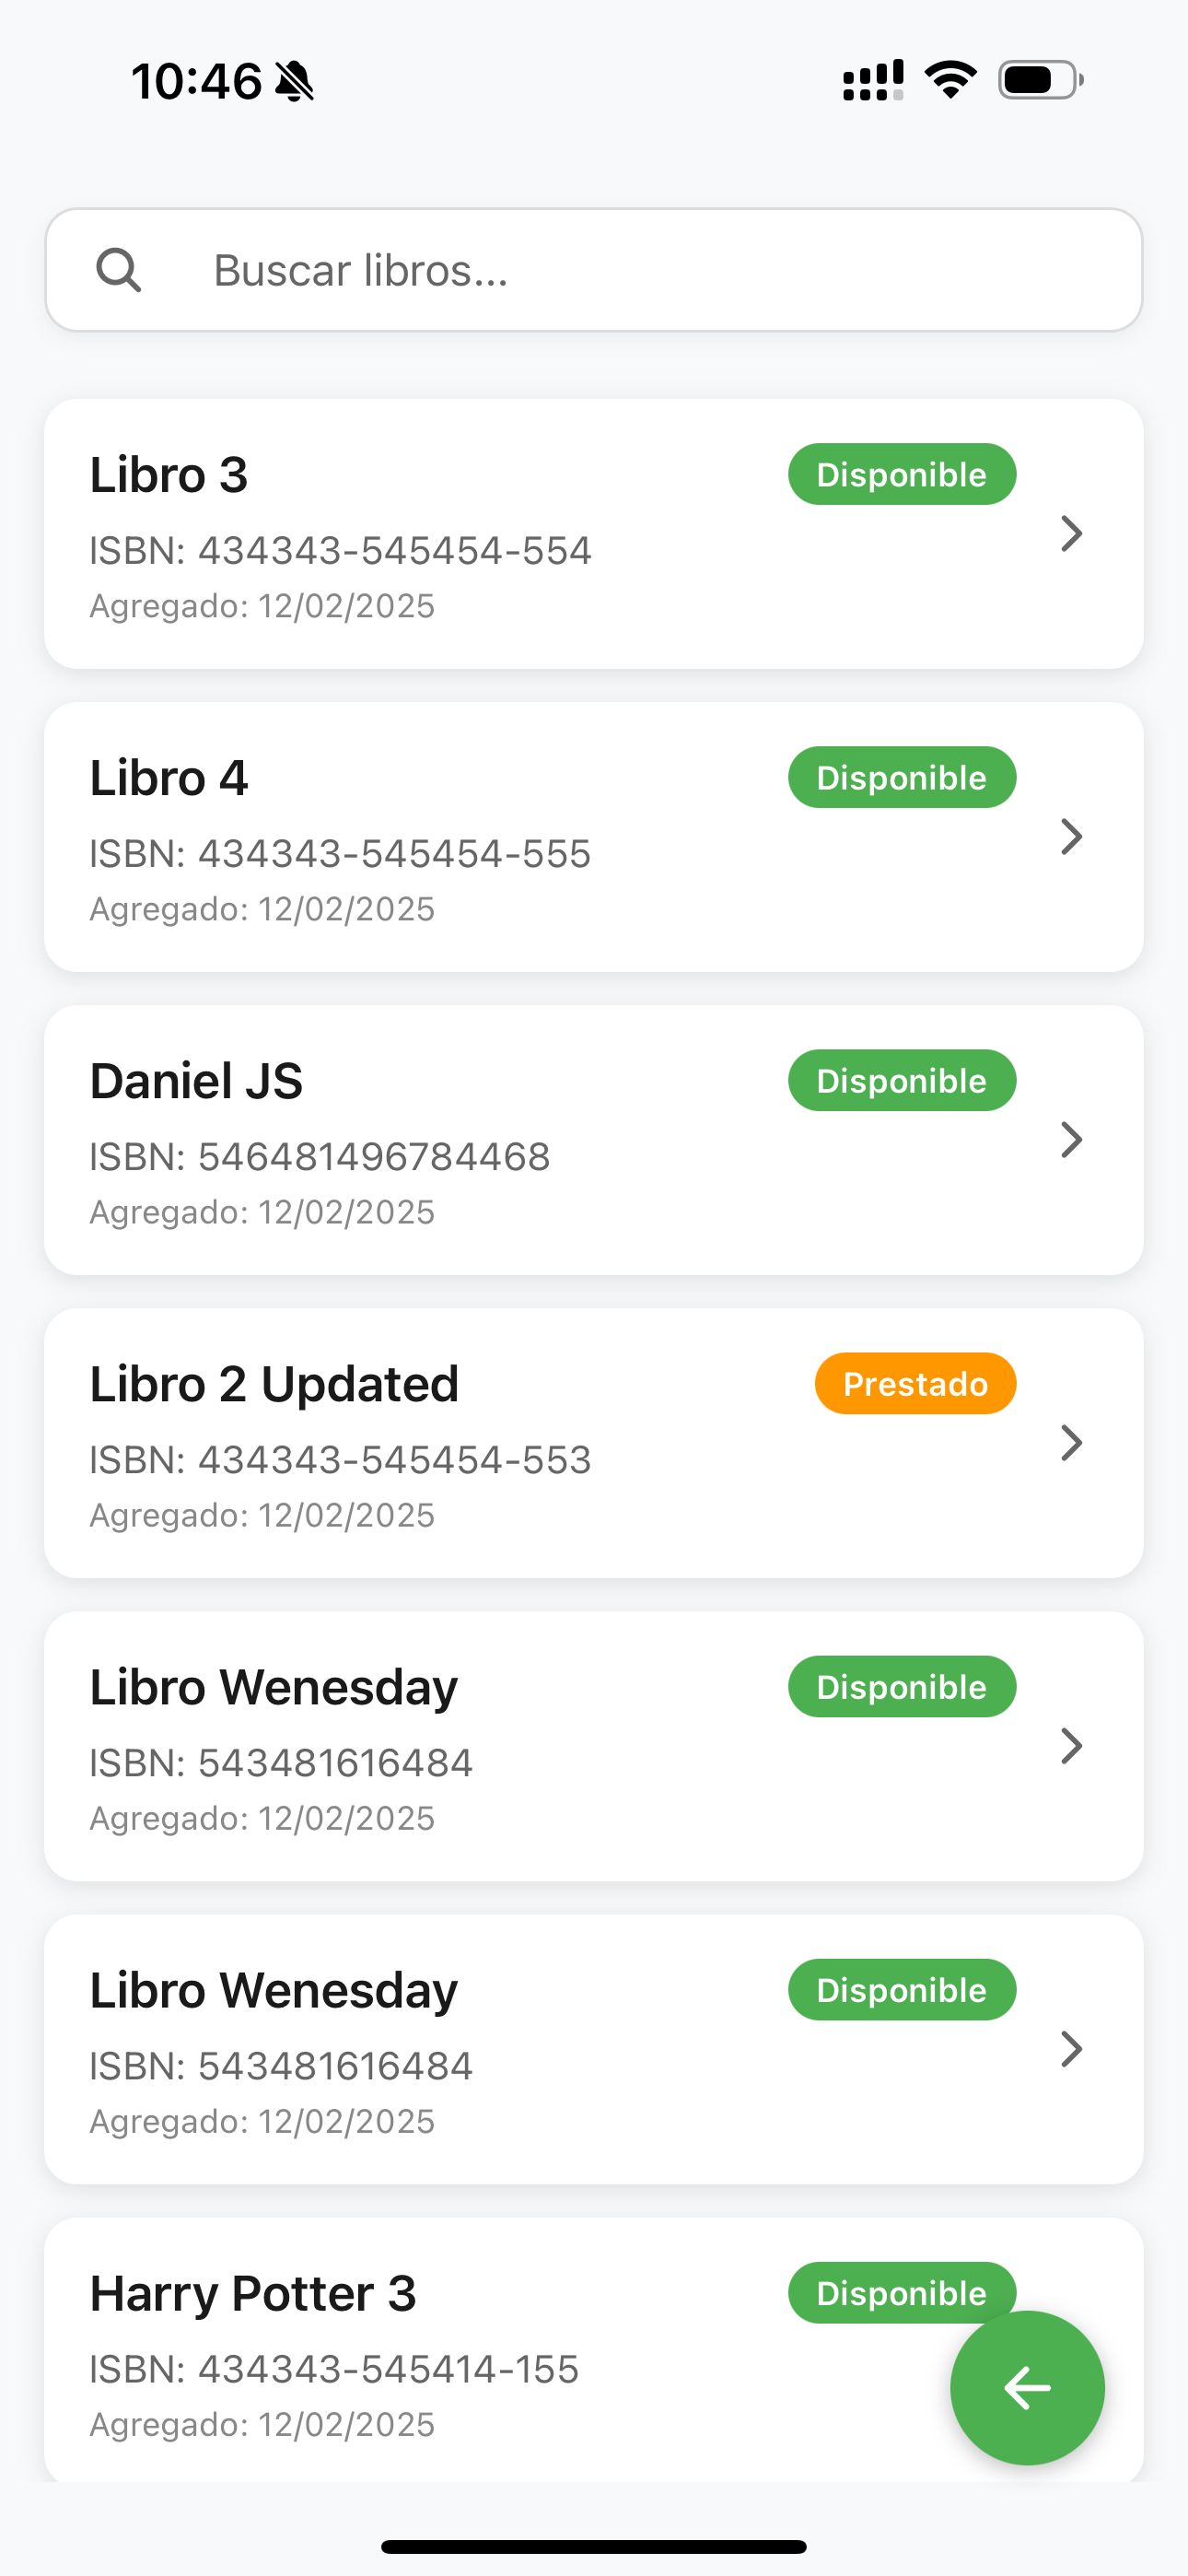 10:46
Buscar libros...
Libro 3
Disponible
ISBN: 434343-545454-554
Agregado: 12/02/2025
Libro 4
Disponible
ISBN: 434343-545454-555
Agregado: 12/02/2025
Daniel JS
Disponible
ISBN: 546481496784468
Agregado: 12/02/2025
Libro 2 Updated
Prestado
ISBN: 434343-545454-553
Agregado: 12/02/2025
Libro Wenesday
Disponible
ISBN: 543481616484
Agregado: 12/02/2025
Libro Wenesday
Disponible
ISBN: 543481616484
Agregado: 12/02/2025
Harry Potter 3
Disponible
ISBN: 434343-545414-155
Agregado: 12/02/2025